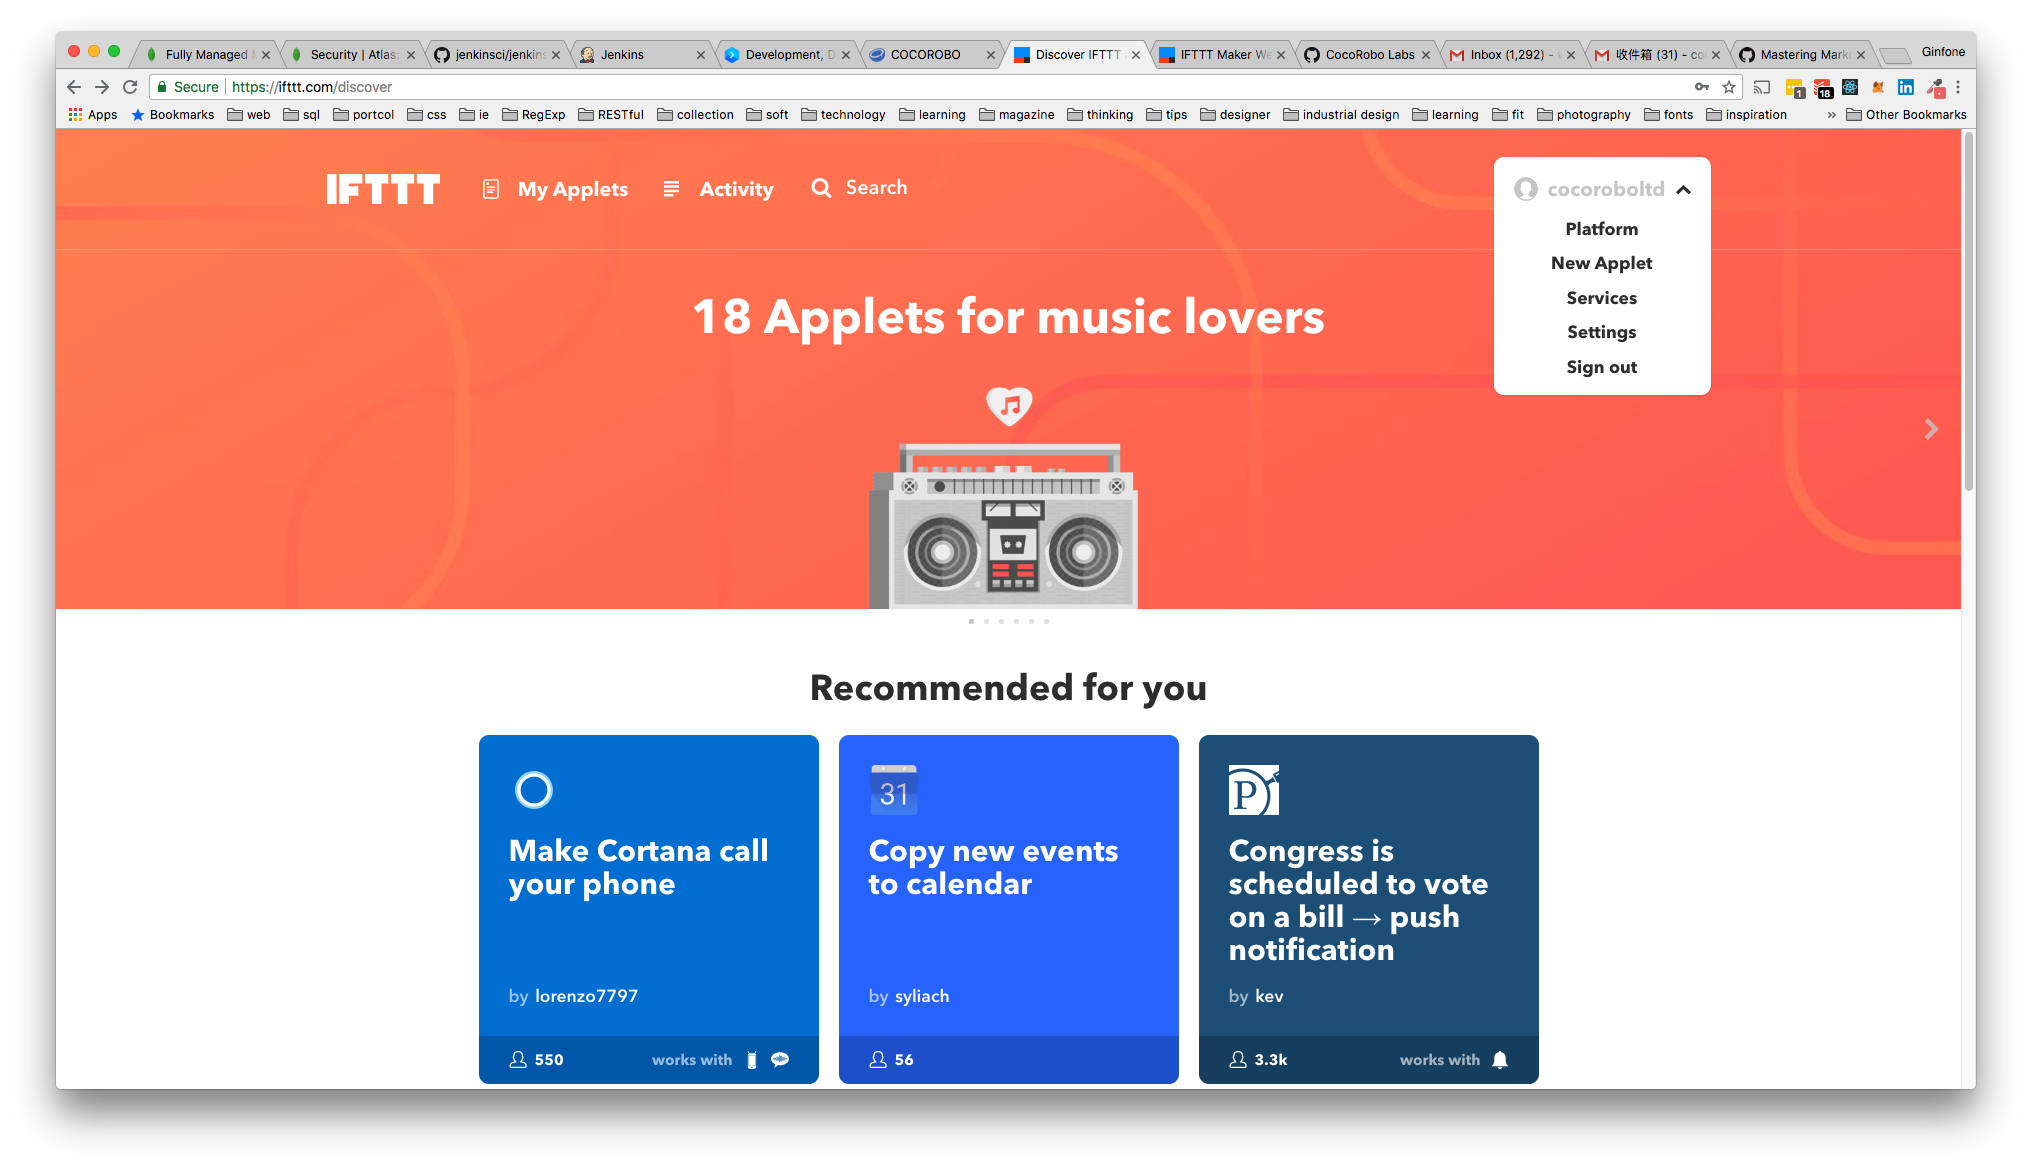 Fully Managed
Security | Atlas
jenkinsci/jenkins
Jenkins
Development, D
COCOROBO
Discover IFTTT
IFTTT Maker We
CocoRobo Labs
Inbox (1,292) -
收件箱 (31) - co
Mastering Mark
Ginfone
Secure
https://ifttt.com/discover
1
18
Apps
Bookmarks
web
sql
portcol
css
ie
RegExp
RESTful
collection
soft
technology
learning
magazine
thinking
tips
designer
industrial design
learning
fit
photography
fonts
inspiration
»
Other Bookmarks
IFTTT
My Applets
Activity
Search
cocoroboltd
Platform
New Applet
Services
Settings
Sign out
18 Applets for music lovers
Recommended for you
Make Cortana call
your phone
by lorenzo7797
550
works with
31
Copy new events
to calendar
by syliach
56
P
Congress is
scheduled to vote
on a bill → push
notification
by kev
3.3k
works with